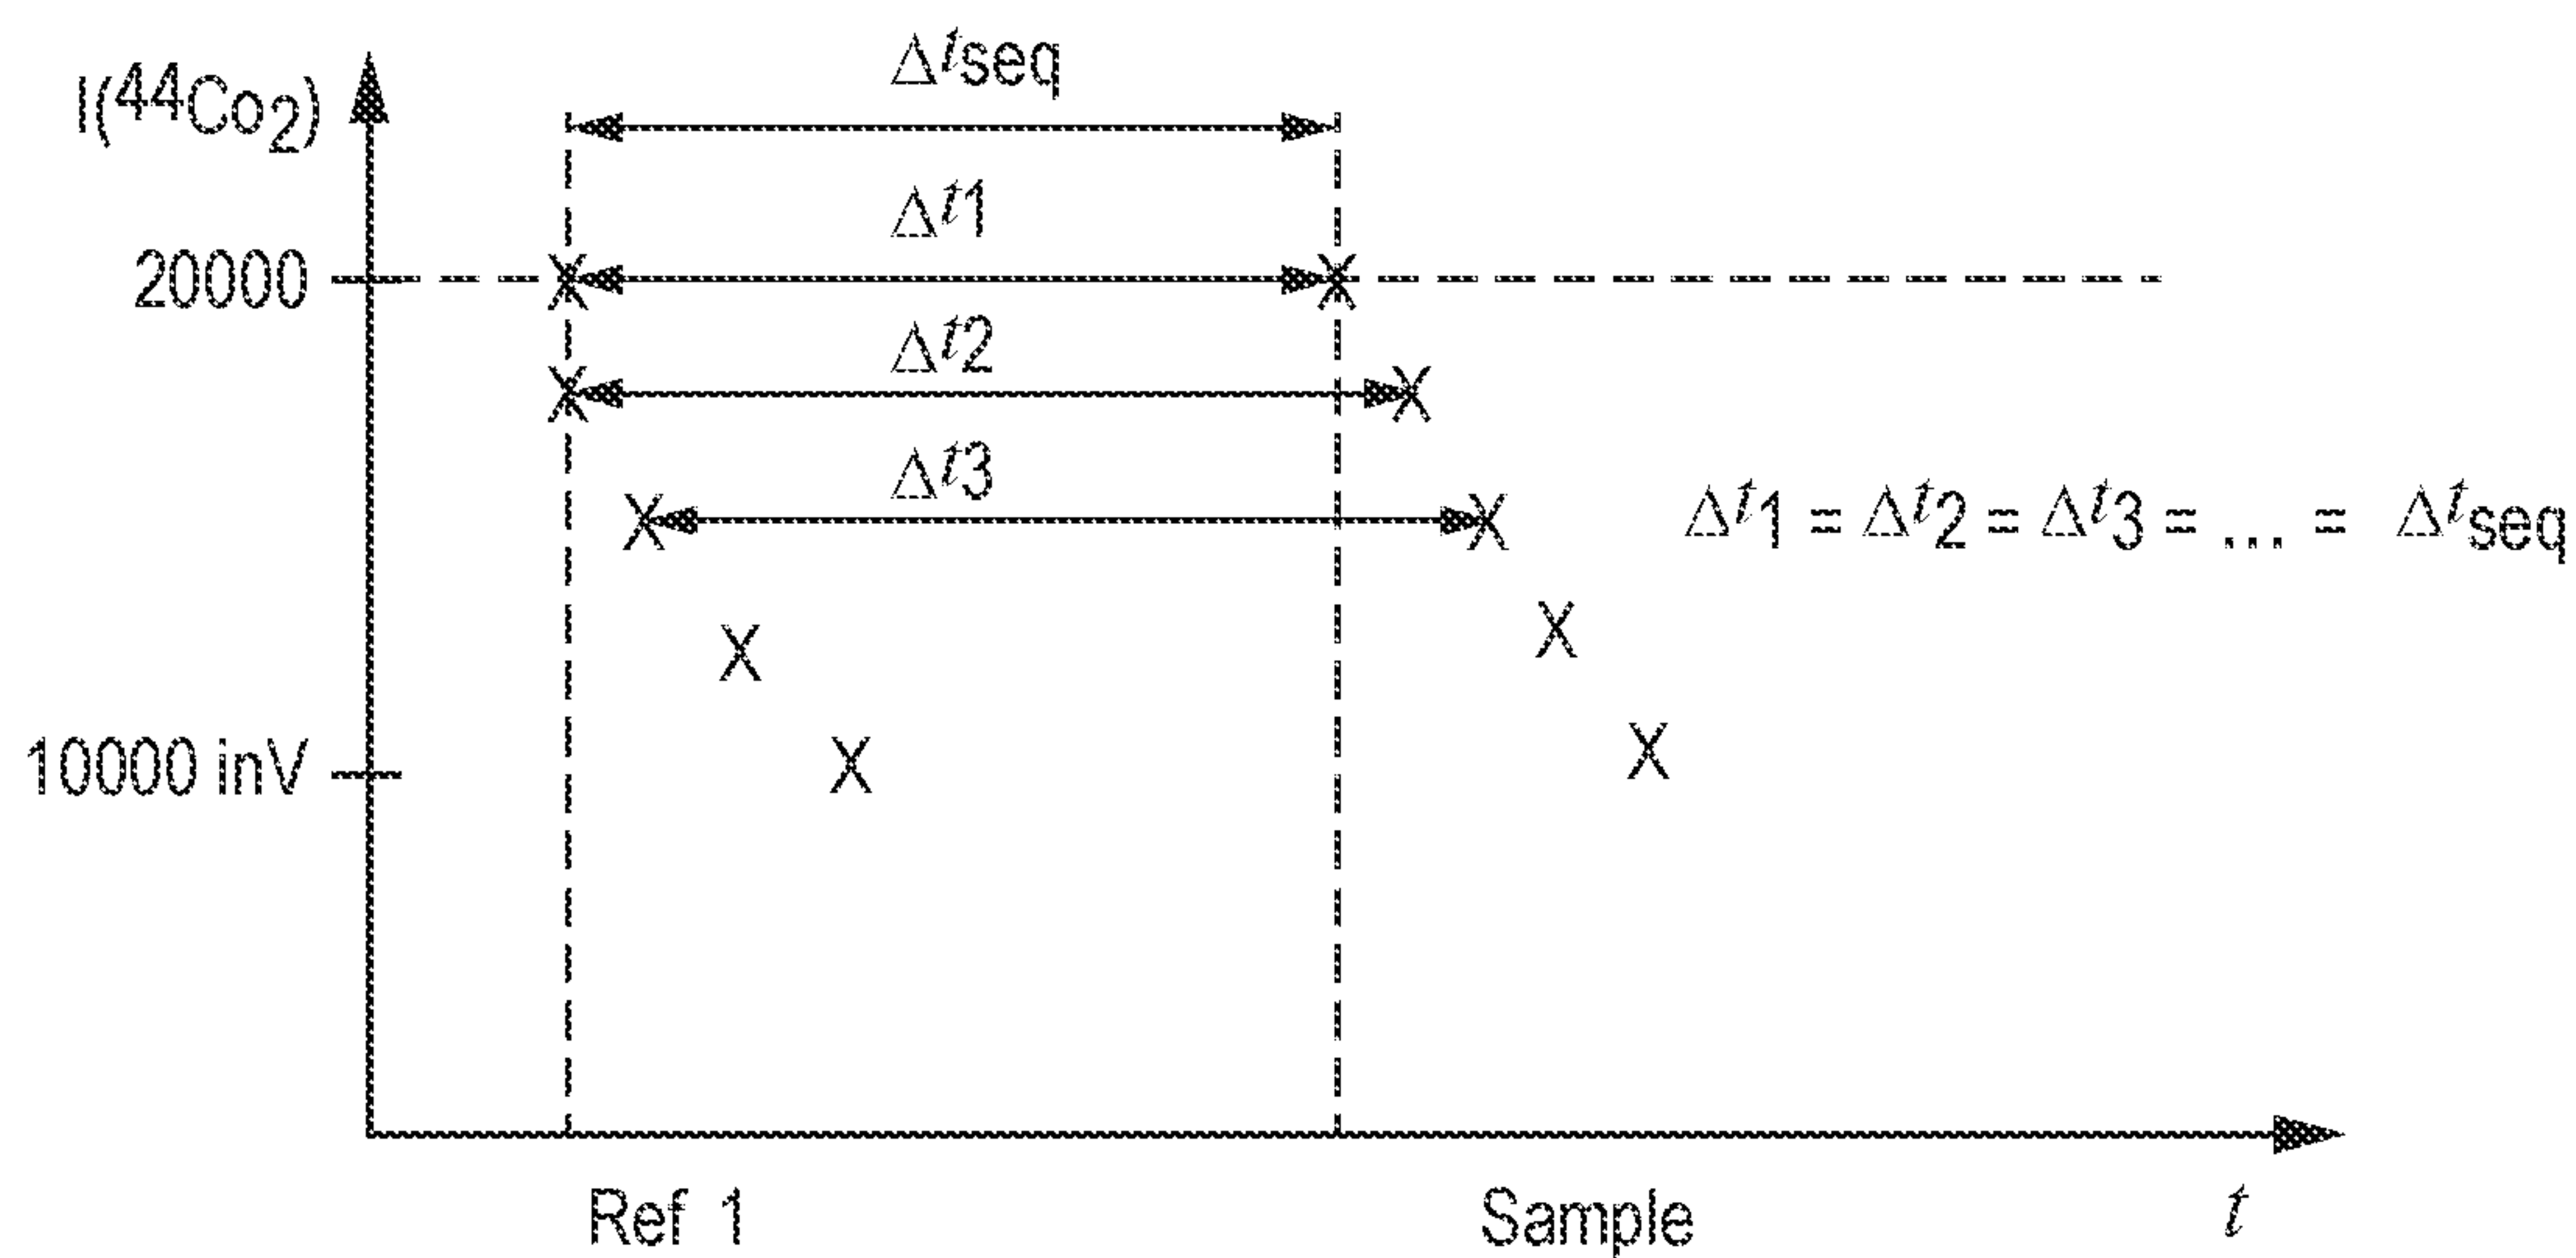 Δtseq
I(44Co2)
Δt1
20000
Δt2
Δt3
Δt1 = Δt2 = Δt3 = ... = Δtseq
10000 inV
Ref 1 Sample t